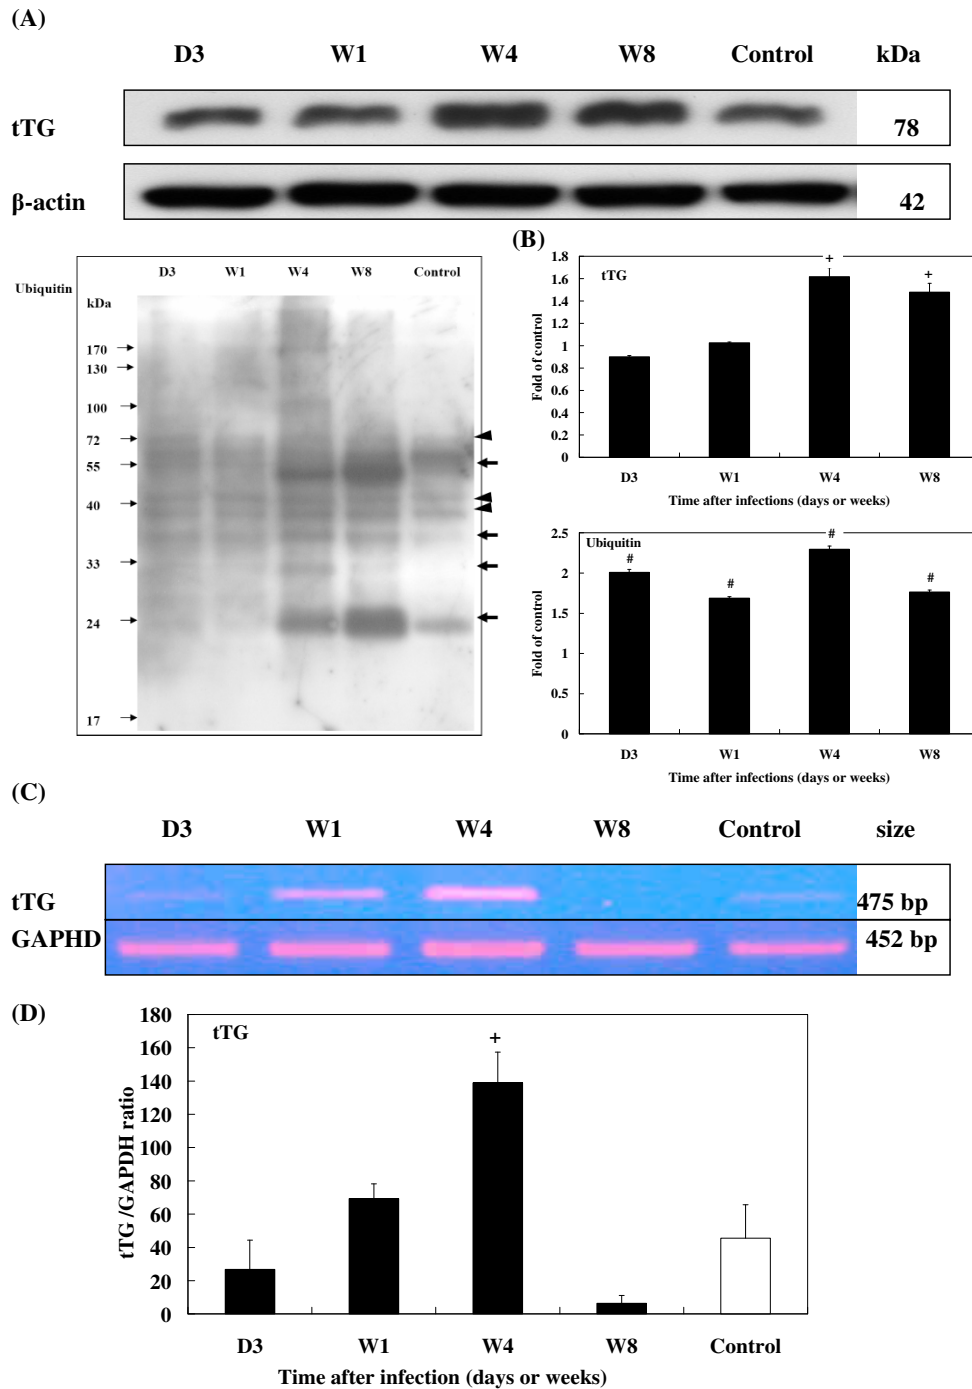 (A)
D3 W1 W4 W8 Control kDa
tTG 78
β-actin 42
(B)
D3 W1 W4 W8 Control
Ubiquitin
kDa
170
130
100
72
55
40
33
24
17
1.8
1.6
1.4
1.2
1
0.8
0.6
0.4
0.2
0
Fold of control
tTG
+
+
D3 W1 W4 W8
Time after infections (days or weeks)
2.5
2
1.5
1
0.5
0
Fold of control
Ubiquitin
#
#
#
#
D3 W1 W4 W8
Time after infections (days or weeks)
(C)
D3 W1 W4 W8 Control size
tTG 475 bp
GAPHD 452 bp
(D)
180
160
140
120
100
80
60
40
20
0
tTG /GAPDH ratio
tTG
+
D3 W1 W4 W8 Control
Time after infection (days or weeks)